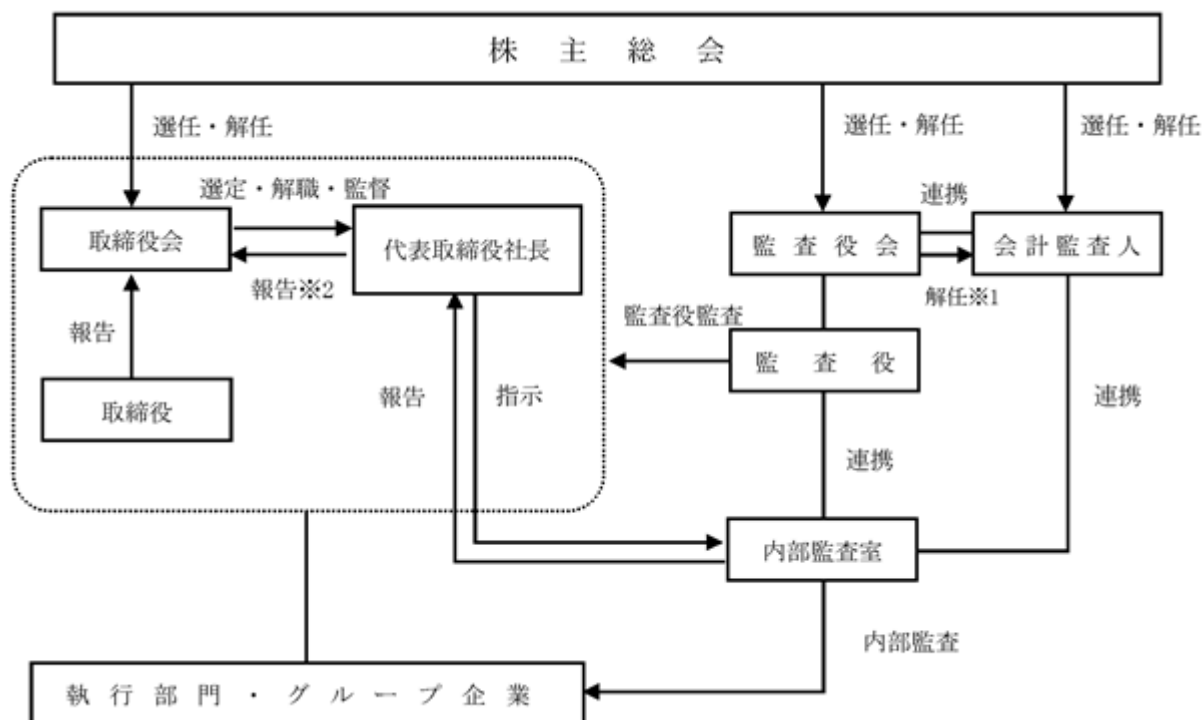 株主総会
選任・解任
選任・解任
選任・解任
選定・解職・監督
連携
取締役会
代表取締役社長
監査役会
会計監査人
報告※2
解任※1
監査役監査
報告
監査役
取締役
報告
指示
連携
連携
内部監査室
内部監査
執行部門・グループ企業